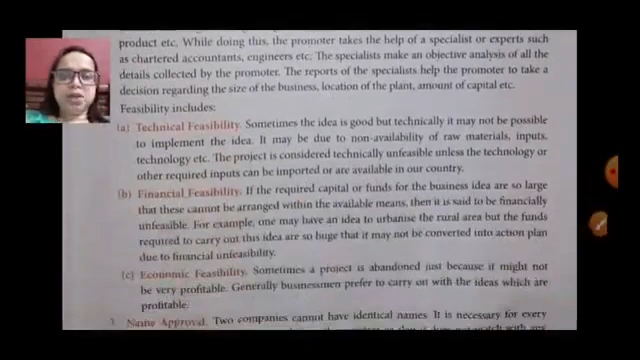 product etc. While doing this, the promoter takes the help of a specialist or experts such
as chartered accountants, engineers etc. The specialists make an objective analysis of all the
details collected by the promoter. The reports of the specialists help the promoter to take a
decision regarding the size of the business, location of the plant, amount of capital etc.
Feasibility includes:
(a) Technical Feasibility. Sometimes the idea is good but technically it may not be possible
to implement the idea. It may be due to non-availability of raw materials, inputs,
technology etc. The project is considered technically unfeasible unless the technology or
other required inputs can be imported or are available in our country.
(b) Financial Feasibility. If the required capital or funds for the business idea are so large
that these cannot be arranged within the available means, then it is said to be financially
unfeasible. For example, one may have an idea to urbanise the rural area but the funds
required to carry out this idea are so huge that it may not be converted into action plan
due to financial unfeasibility.
(c) Economic Feasibility. Sometimes a project is abandoned just because it might not
be very profitable. Generally businessmen prefer to carry on with the ideas which are
profitable.
Name Approval. Two companies cannot have identical names. It is necessary for every